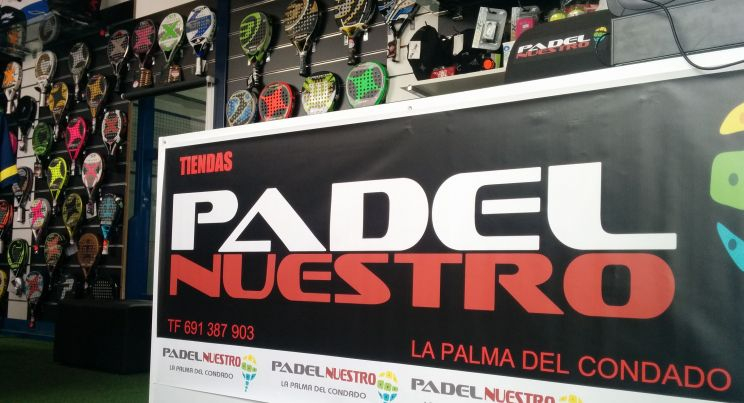 PADEL
NUESTRO
TIENDAS
PADEL
NUESTRO
TF 691 387 903
LA PALMA DEL CONDADO
PADEL NUESTRO
LA PALMA DEL CONDADO
PADEL NUESTRO
LA PALMA DEL CONDADO
PADEL NUESTRO